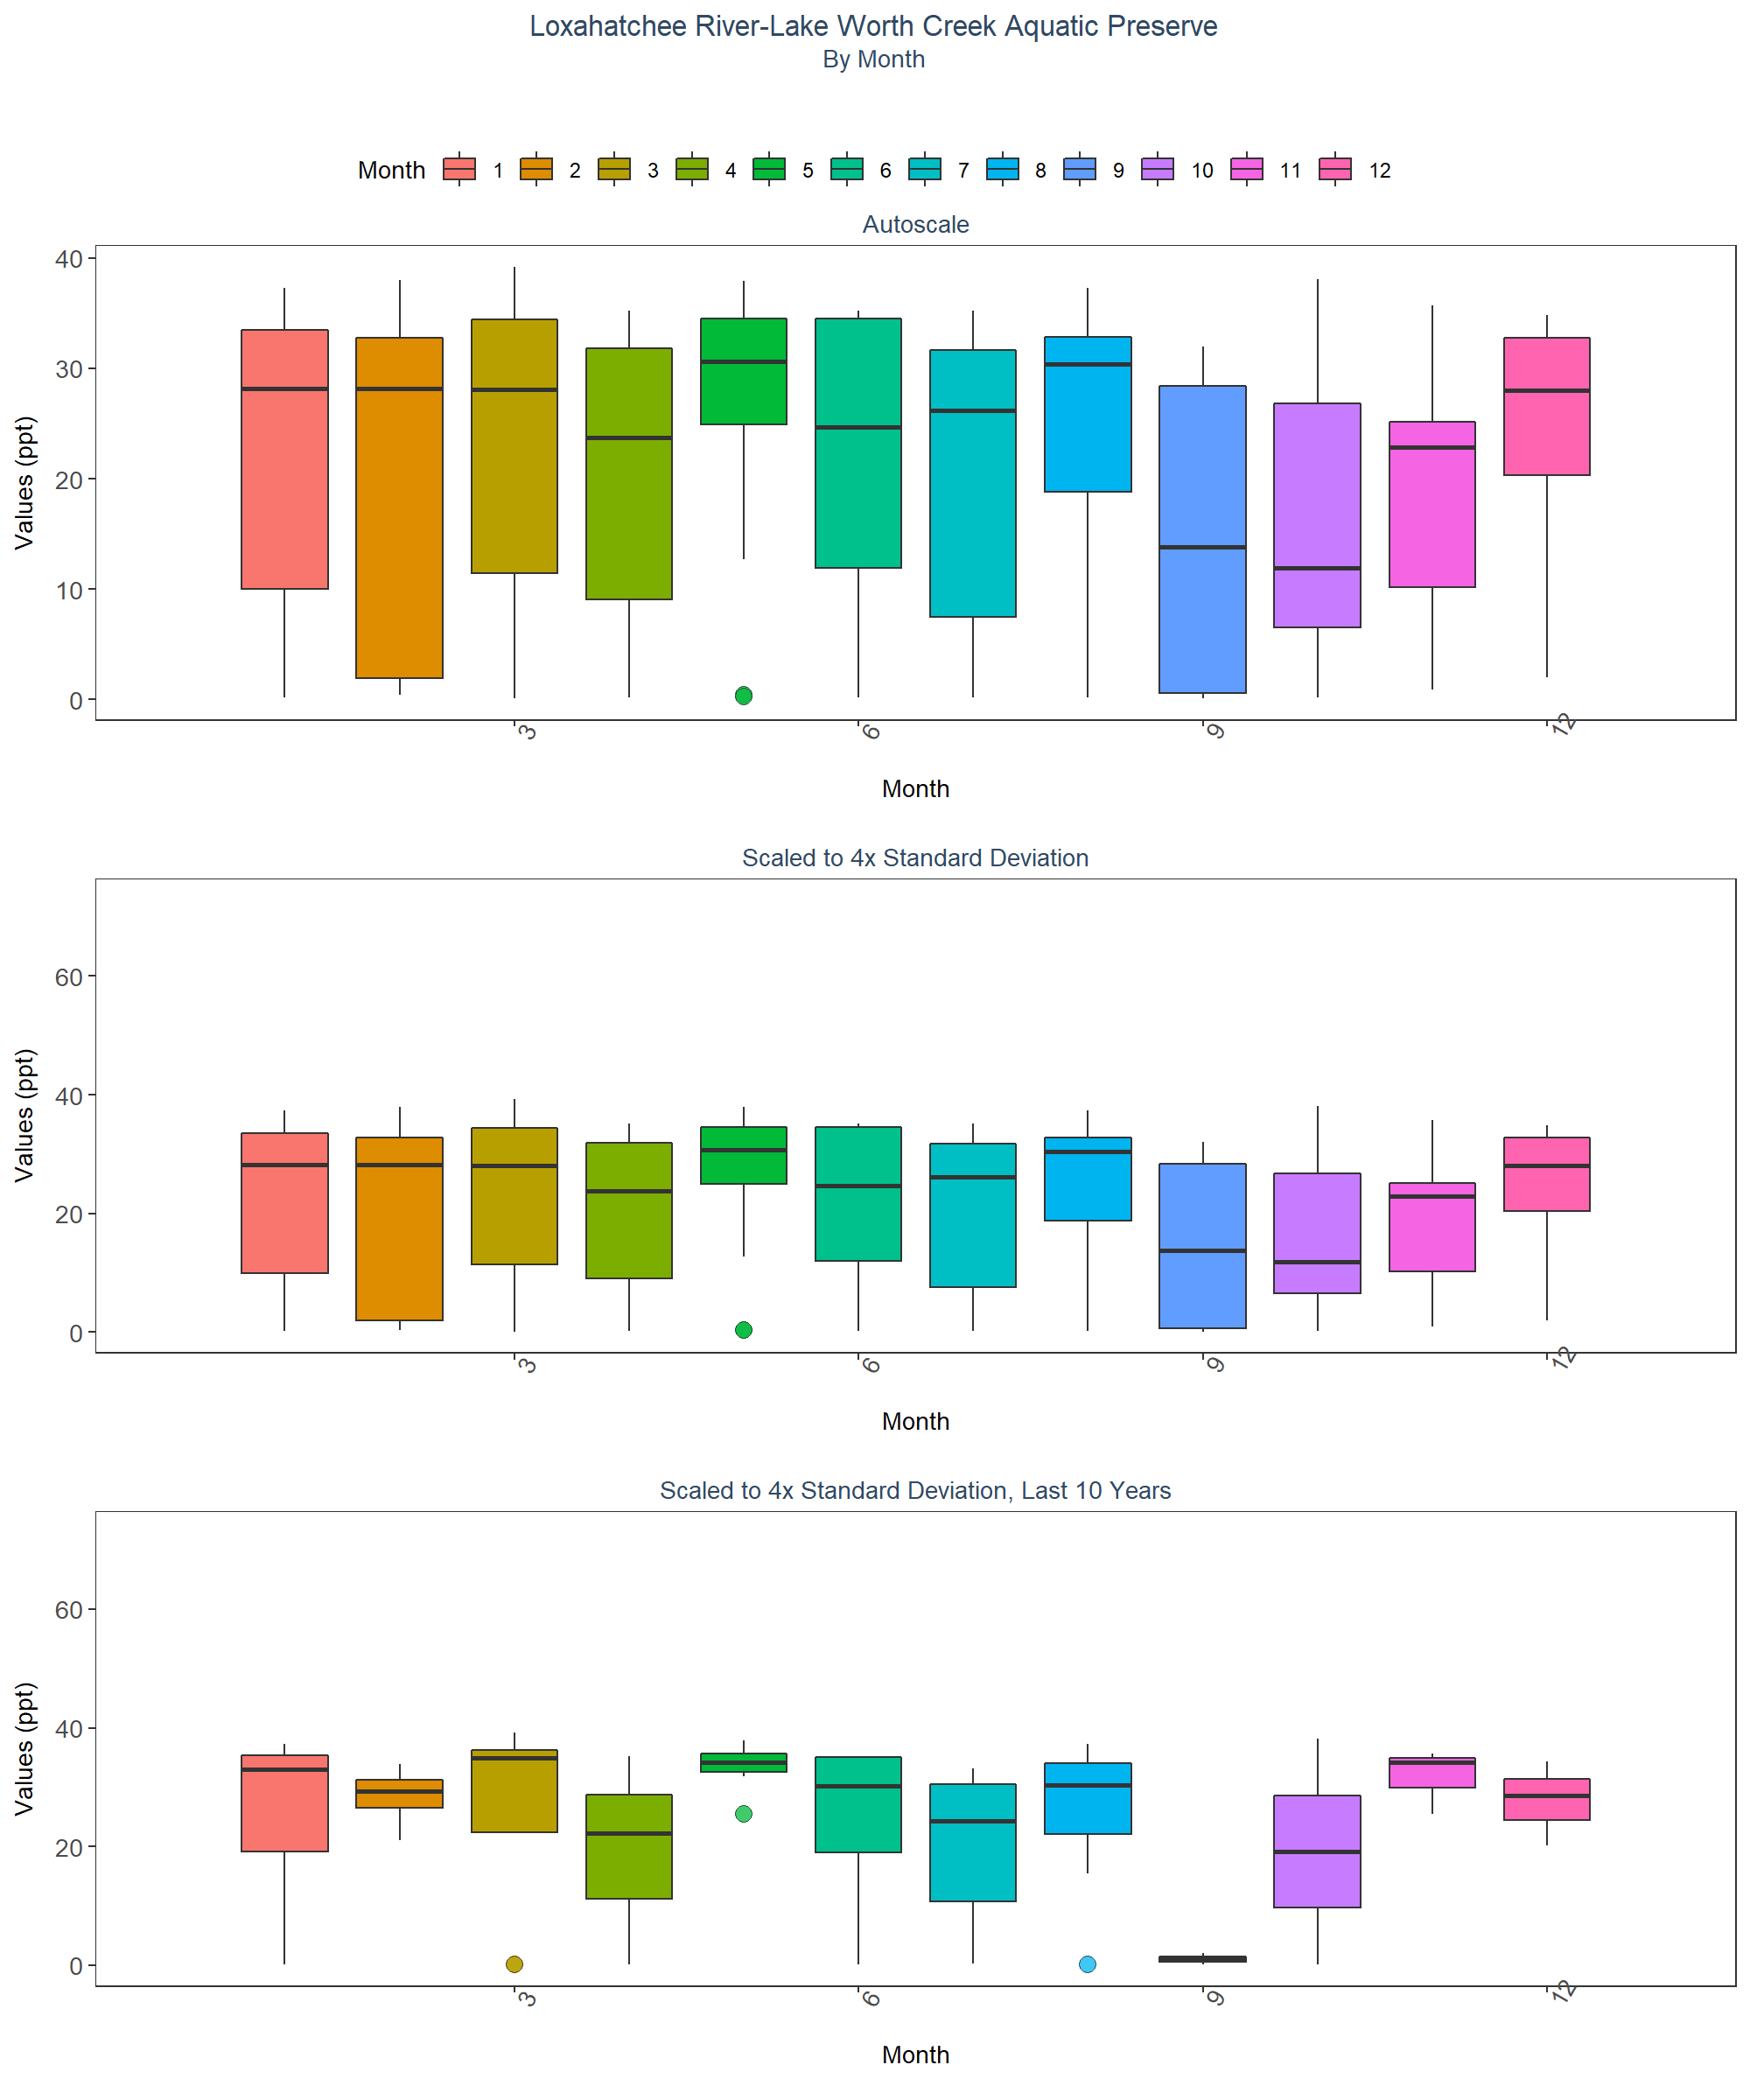 Loxahatchee River-Lake Worth Creek Aquatic Preserve
By Month
Month 1 2 3 4 5 6 7 8 9 10 11 12
Autoscale
Values (ppt)
40
30
20
10
0
3 6 9 12
Month
Scaled to 4x Standard Deviation
Values (ppt)
60
40
20
0
3 6 9 12
Month
Scaled to 4x Standard Deviation, Last 10 Years
Values (ppt)
60
40
20
0
3 6 9 12
Month